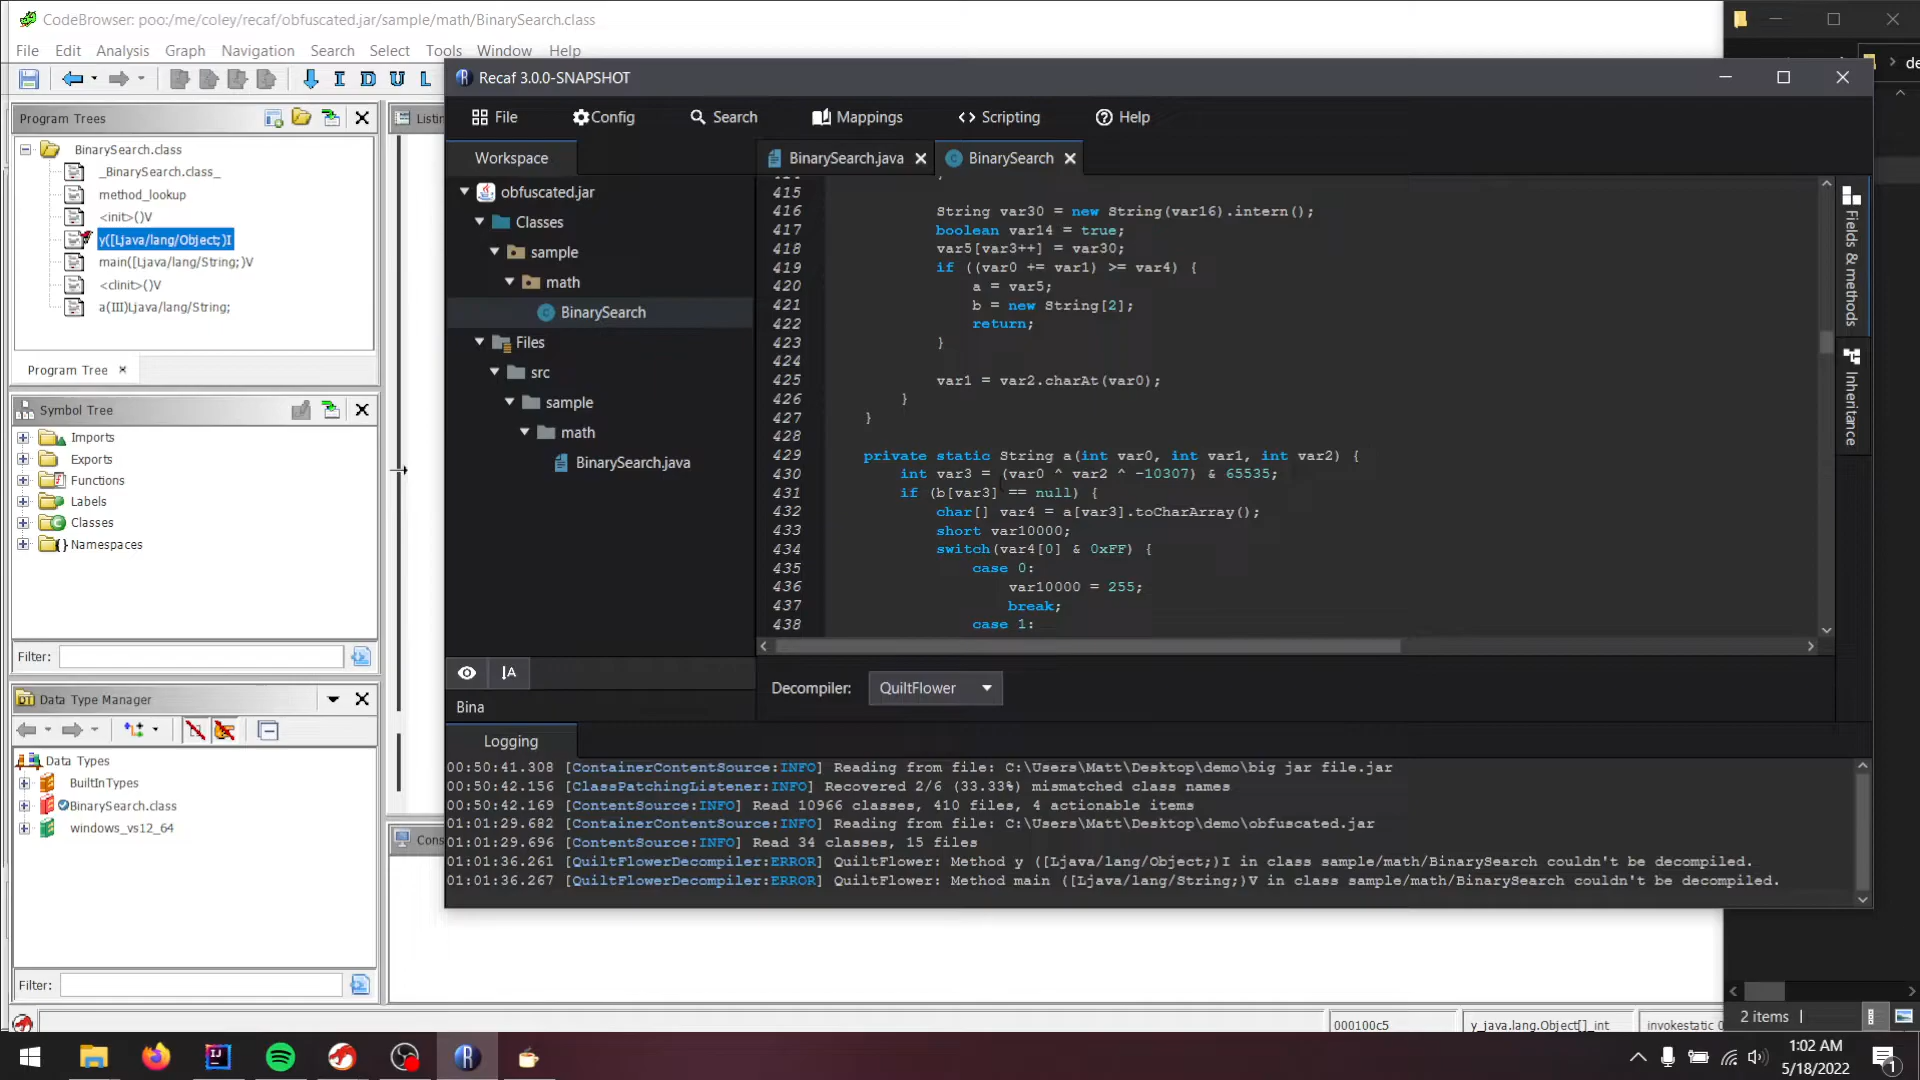 CodeBrowser: poo:/me/coley/recaf/obfuscated.jar/sample/math/BinarySearch.class
File Edit Analysis Graph Navigation Search Select Tools Window Help
I D U L
Program Trees
BinarySearch.class
_BinarySearch.class_
method_lookup
<init>()V
y([Ljava/lang/Object;)I
main([Ljava/lang/String;)V
<clinit>()V
a(III)Ljava/lang/String;
Program Tree
Symbol Tree
Imports
Exports
Functions
Labels
Classes
{} Namespaces
Filter:
Data Type Manager
Data Types
BuiltInTypes
BinarySearch.class
windows_vs12_64
Filter:
Listin
Cons
Recaf 3.0.0-SNAPSHOT
File Config Search Mappings Scripting Help
Workspace
obfuscated.jar
Classes
sample
math
BinarySearch
Files
src
sample
math
BinarySearch.java
Bina
BinarySearch.java BinarySearch
415
416 String var30 = new String(var16).intern();
417 boolean var14 = true;
418 var5[var3++] = var30;
419 if ((var0 += var1) >= var4) {
420 a = var5;
421 b = new String[2];
422 return;
423 }
424
425 var1 = var2.charAt(var0);
426 }
427 }
428
429 private static String a(int var0, int var1, int var2) {
430 int var3 = (var0 ^ var2 ^ -10307) & 65535;
431 if (b[var3] == null) {
432 char[] var4 = a[var3].toCharArray();
433 short var10000;
434 switch(var4[0] & 0xFF) {
435 case 0:
436 var10000 = 255;
437 break;
438 case 1:
Fields & methods
Inheritance
Decompiler: QuiltFlower
Logging
00:50:41.308 [ContainerContentSource:INFO] Reading from file: C:\Users\Matt\Desktop\demo\big jar file.jar
00:50:42.156 [ClassPatchingListener:INFO] Recovered 2/6 (33.33%) mismatched class names
00:50:42.169 [ContentSource:INFO] Read 10966 classes, 410 files, 4 actionable items
01:01:29.682 [ContainerContentSource:INFO] Reading from file: C:\Users\Matt\Desktop\demo\obfuscated.jar
01:01:29.696 [ContentSource:INFO] Read 34 classes, 15 files
01:01:36.261 [QuiltFlowerDecompiler:ERROR] QuiltFlower: Method y ([Ljava/lang/Object;)I in class sample/math/BinarySearch couldn't be decompiled.
01:01:36.267 [QuiltFlowerDecompiler:ERROR] QuiltFlower: Method main ([Ljava/lang/String;)V in class sample/math/BinarySearch couldn't be decompiled.
de
2 items
000100c5 y_java.lang.Object[]_int invokestatic 0
1:02 AM
5/18/2022
1